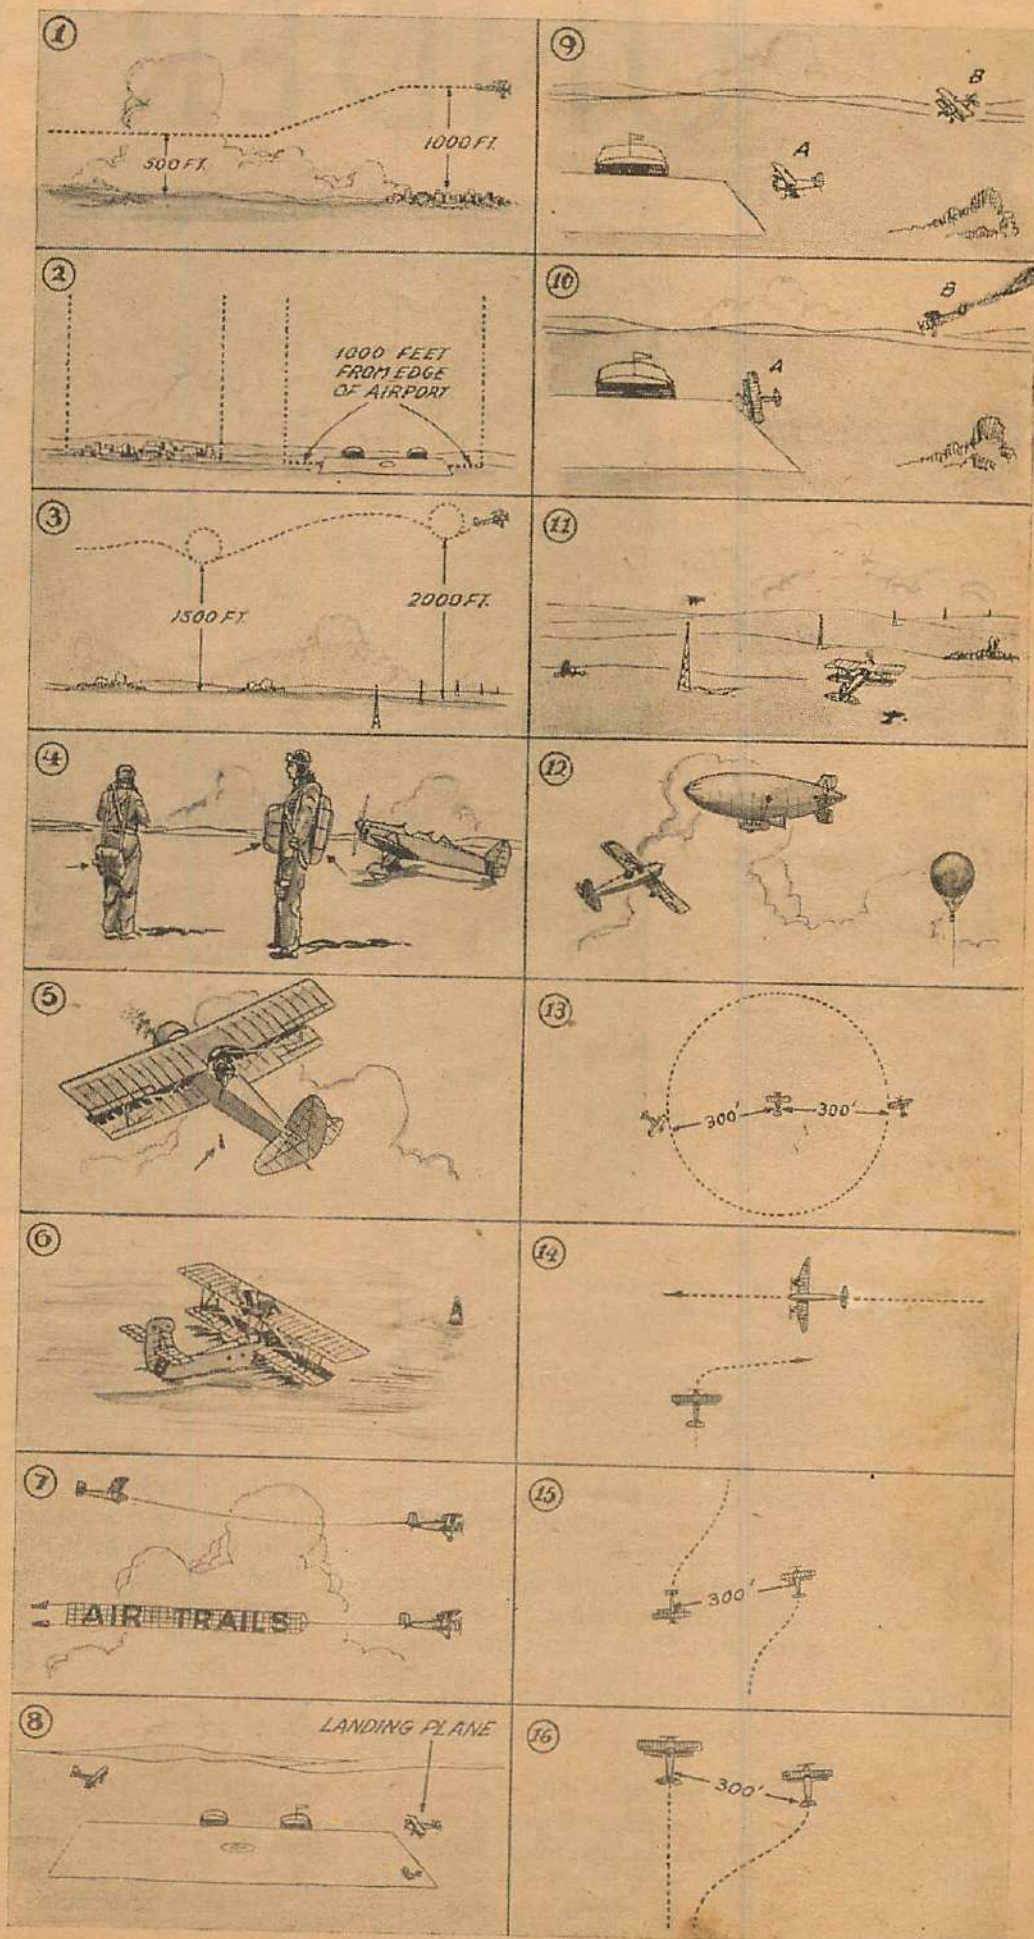 1
500 FT.
1000 FT.
2
1000 FEET
FROM EDGE
OF AIRPORT
3
1500 FT.
2000 FT.
4
5
6
7
AIR TRAILS
8
LANDING PLANE
9
B
A
10
B
A
11
12
13
300'
300'
14
15
300'
16
300'